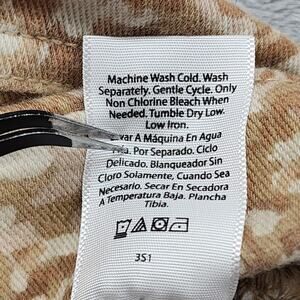 Machine Wash Cold. Wash
Separately. Gentle Cycle. Only
Non Chlorine Bleach When
Needed. Tumble Dry Low.
Low Iron.
A Máquina En Agua
Por Separado. Ciclo
Delicado. Blanqueador Sin
Cloro Solamente, Cuando Sea
Necesario. Secar En Secadora
A Temperatura Baja. Plancha
Tibia.
3S1